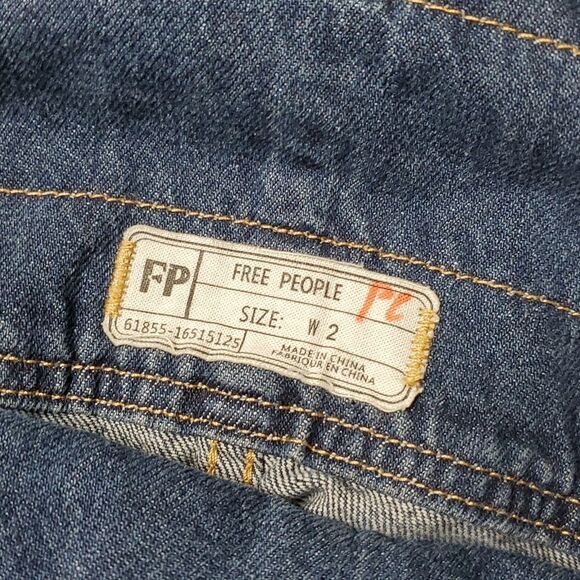 FP
FREE PEOPLE
SIZE: W 2
61855-16515125
MADE IN CHINA
FABRIQUE EN CHINA